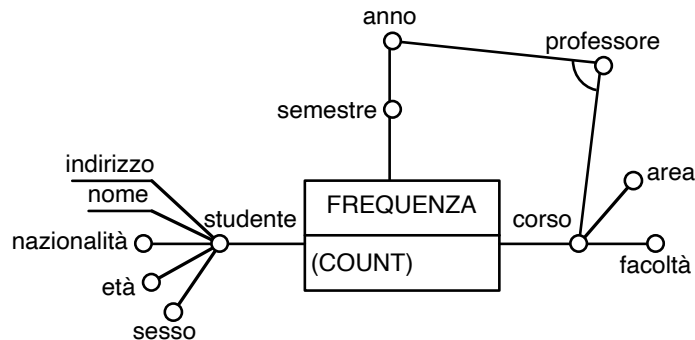 anno
professore
semestre
indirizzo
area
nome
studente
FREQUENZA
corso
nazionalità
(COUNT)
facoltà
età
sesso